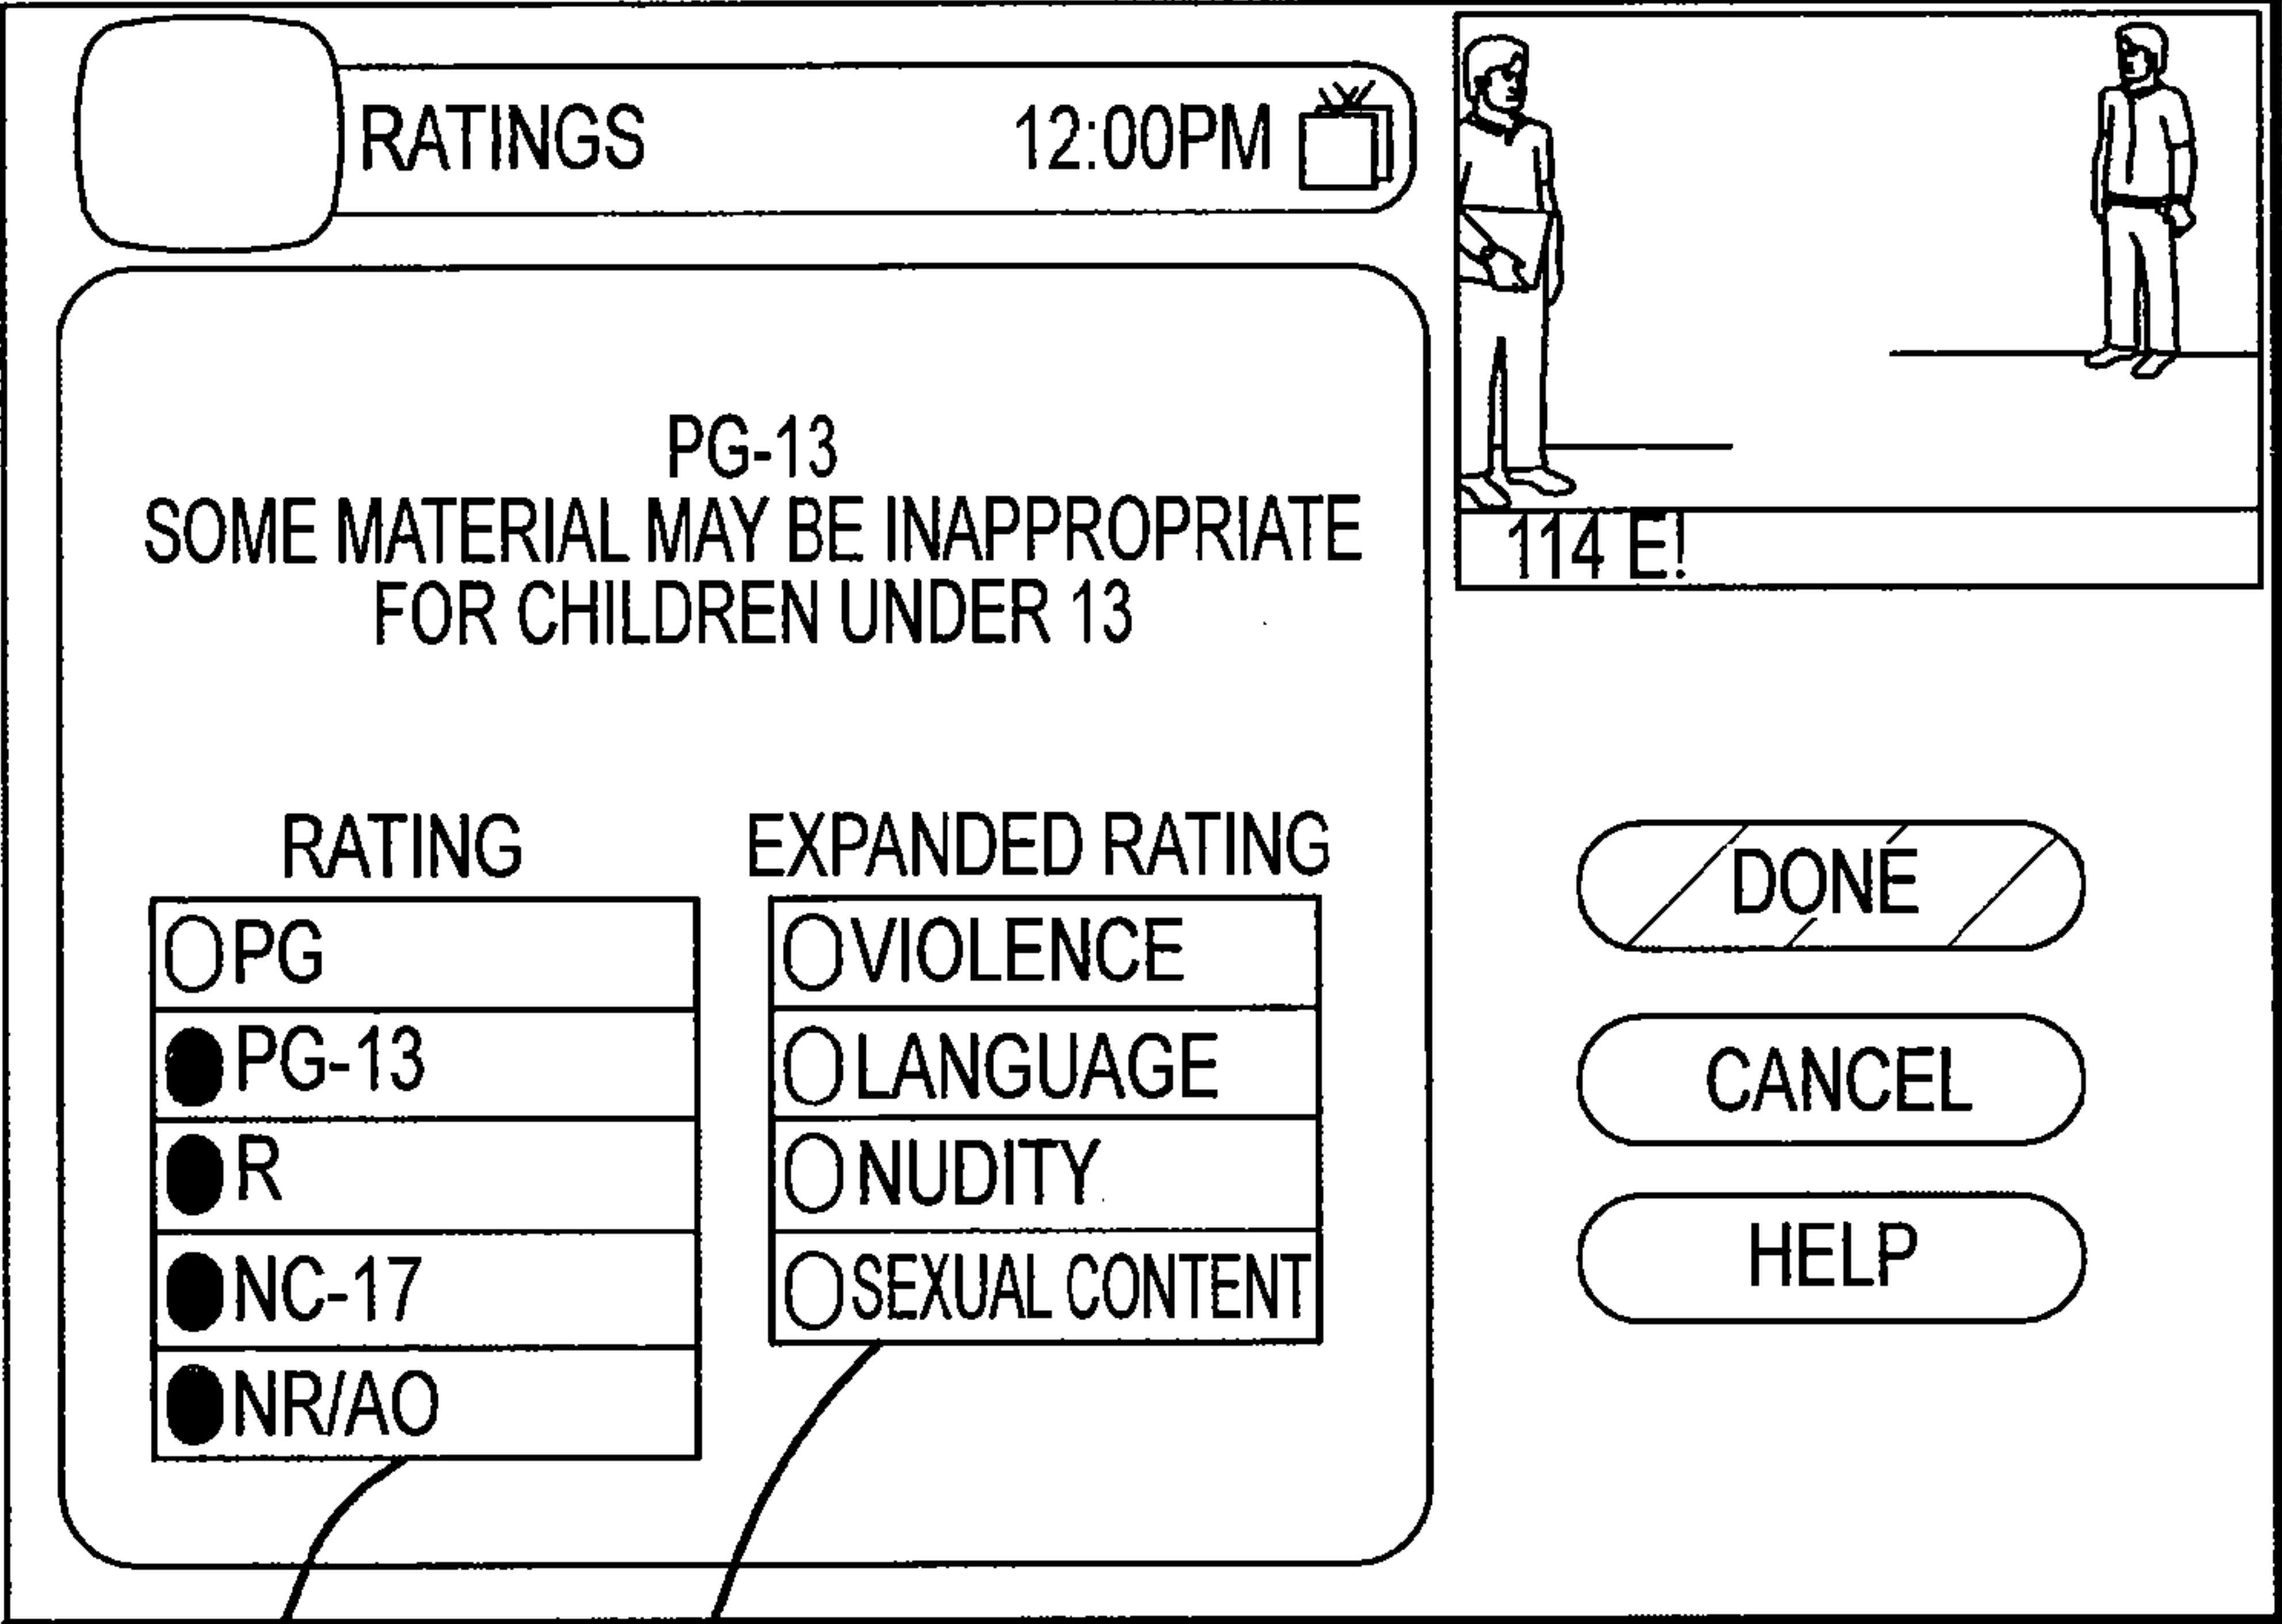 RATINGS
12:00PM
PG-13
SOME MATERIAL MAY BE INAPPROPRIATE
FOR CHILDREN UNDER 13
114 E!
RATING
PG
PG-13
R
NC-17
NR/AO
EXPANDED RATING
VIOLENCE
LANGUAGE
NUDITY
SEXUAL CONTENT
DONE
CANCEL
HELP